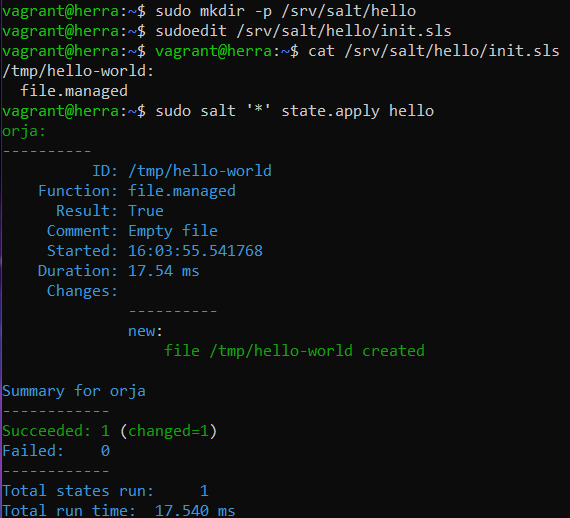 vagrant@herra:~$ sudo mkdir -p /srv/salt/hello
vagrant@herra:~$ sudoedit /srv/salt/hello/init.sls
vagrant@herra:~$ vagrant@herra:~$ cat /srv/salt/hello/init.sls
/tmp/hello-world:
  file.managed
vagrant@herra:~$ sudo salt '*' state.apply hello
orja:
----------
          ID: /tmp/hello-world
    Function: file.managed
      Result: True
     Comment: Empty file
     Started: 16:03:55.541768
    Duration: 17.54 ms
     Changes:
              ----------
              new:
                  file /tmp/hello-world created
Summary for orja
------------
Succeeded: 1 (changed=1)
Failed:    0
------------
Total states run:     1
Total run time:  17.540 ms